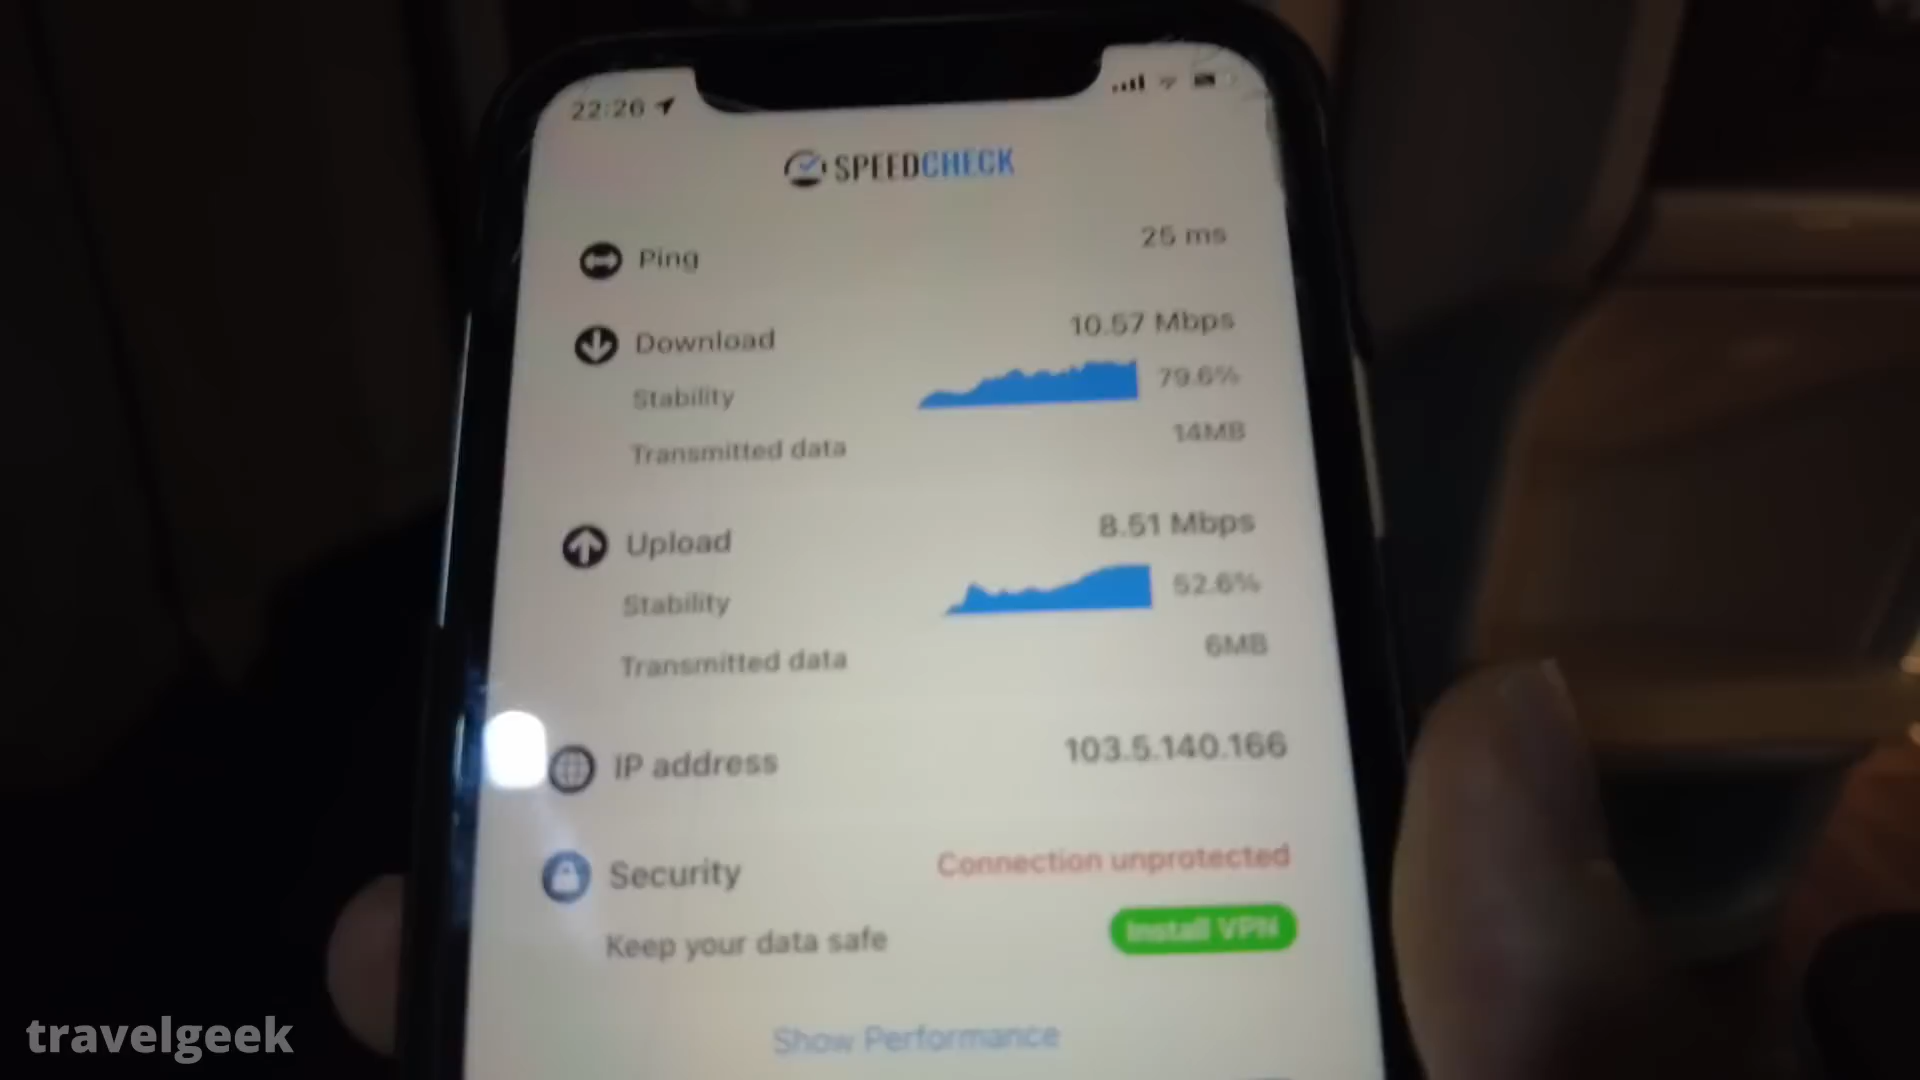 22:26
SPEEDCHECK
Ping 25 ms
Download 10.57 Mbps
Stability 79.6%
Transmitted data 14MB
Upload 8.51 Mbps
Stability 52.6%
Transmitted data 6MB
IP address 103.5.140.166
Security Connection unprotected
Keep your data safe Install VPN
Show Performance
travelgeek